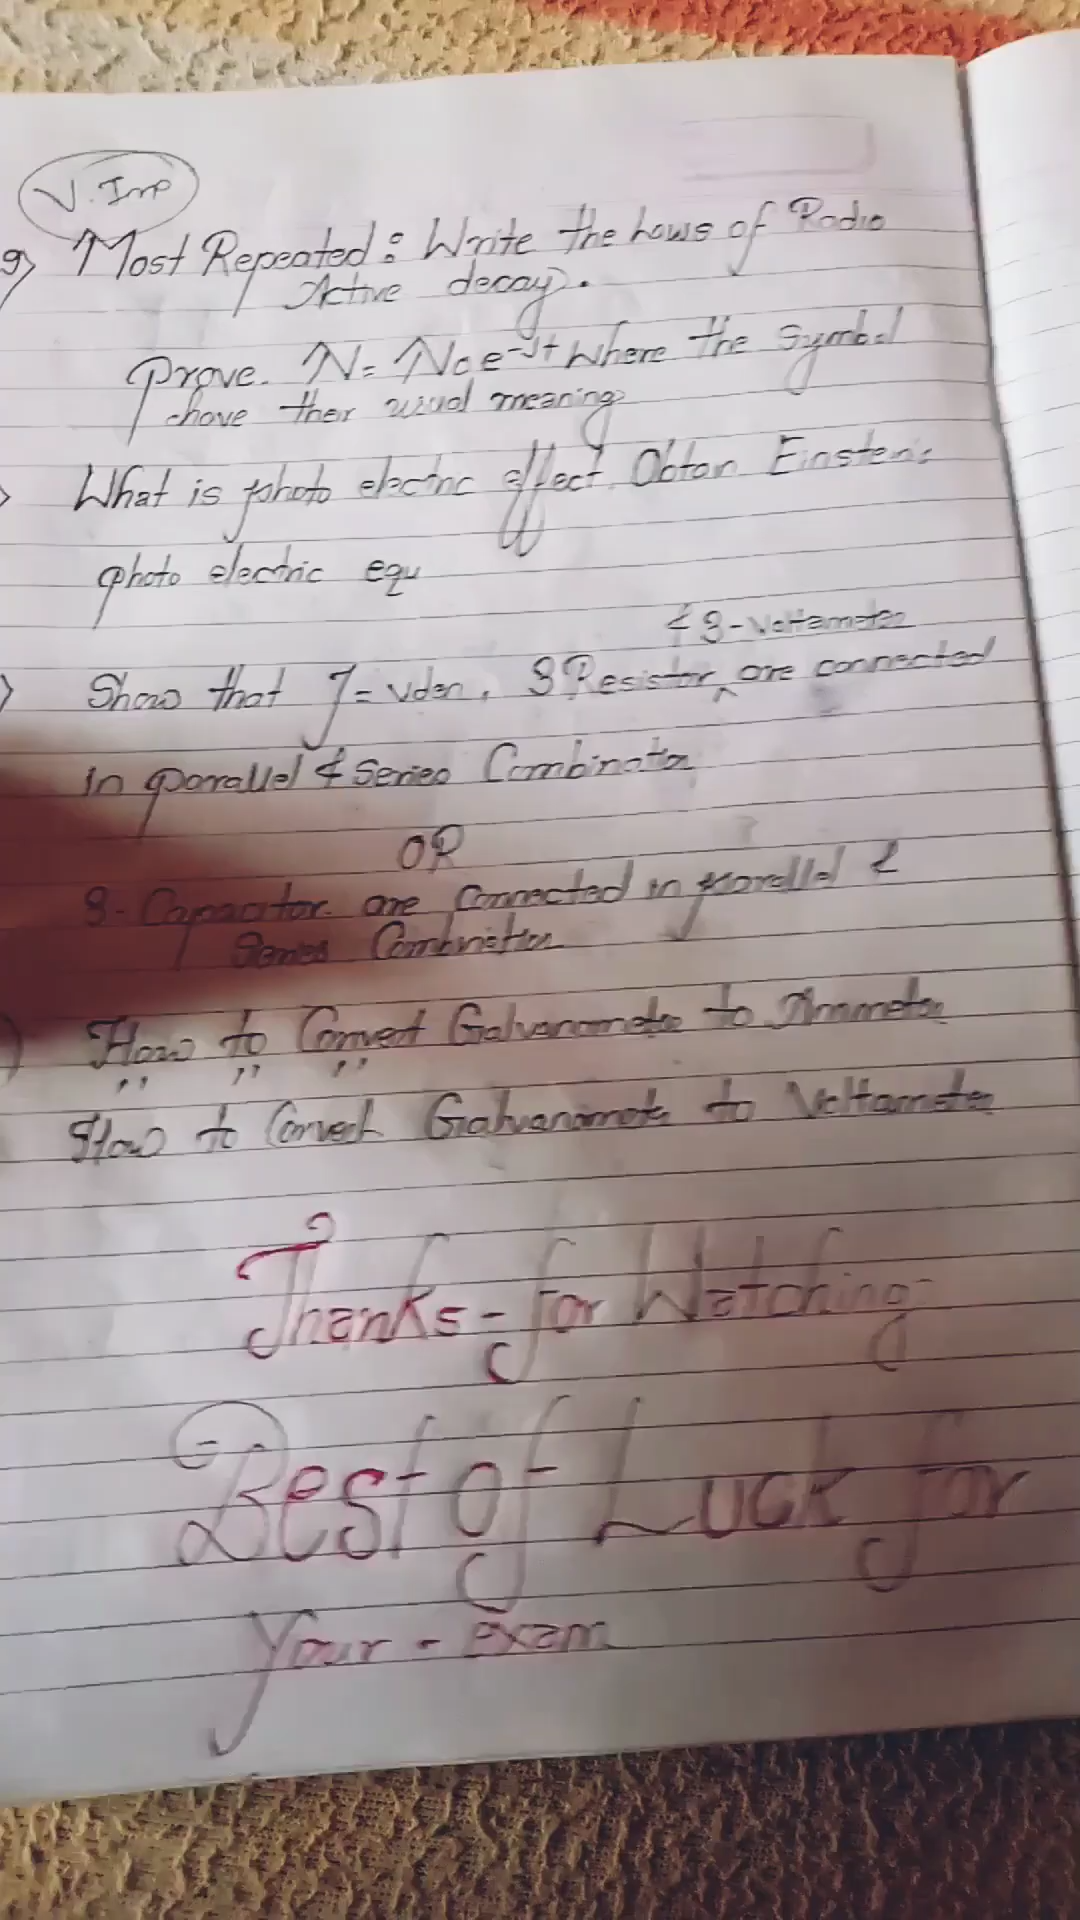 V. Imp
9) Most Repeated: Write the Laws of Radio
Active decay.
Prove. N = N0 e^-λt Where the Symbol
have ther usual meaning
What is photo electric effect. Obtan Einstein's
photo electric equ
& 3-Voltameter
Show that J = vden, 3 Resistor are connected
in parallel & Series Combination
OR
3- Capacitor are Connected in parallel &
Series Combination
How to Convert Galvanometer to Ammeter
" " "
How to Convert Galvanometer to Voltameter
Thanks - for Watching
Best of Luck for
Your - Exam